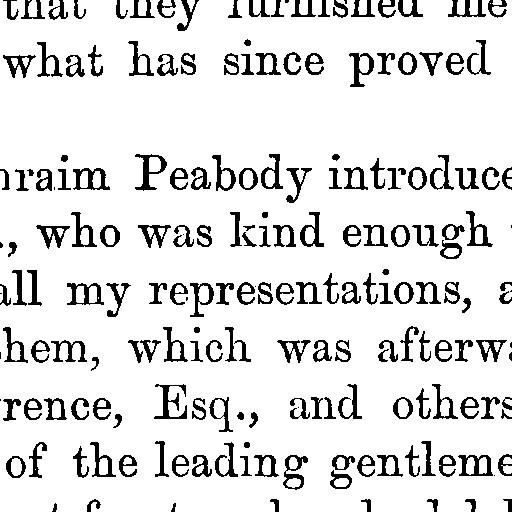 that they furnished me
what has since proved
hraim Peabody introduce
., who was kind enough
all my representations, a
hem, which was afterwa
rence, Esq., and others
of the leading gentleme